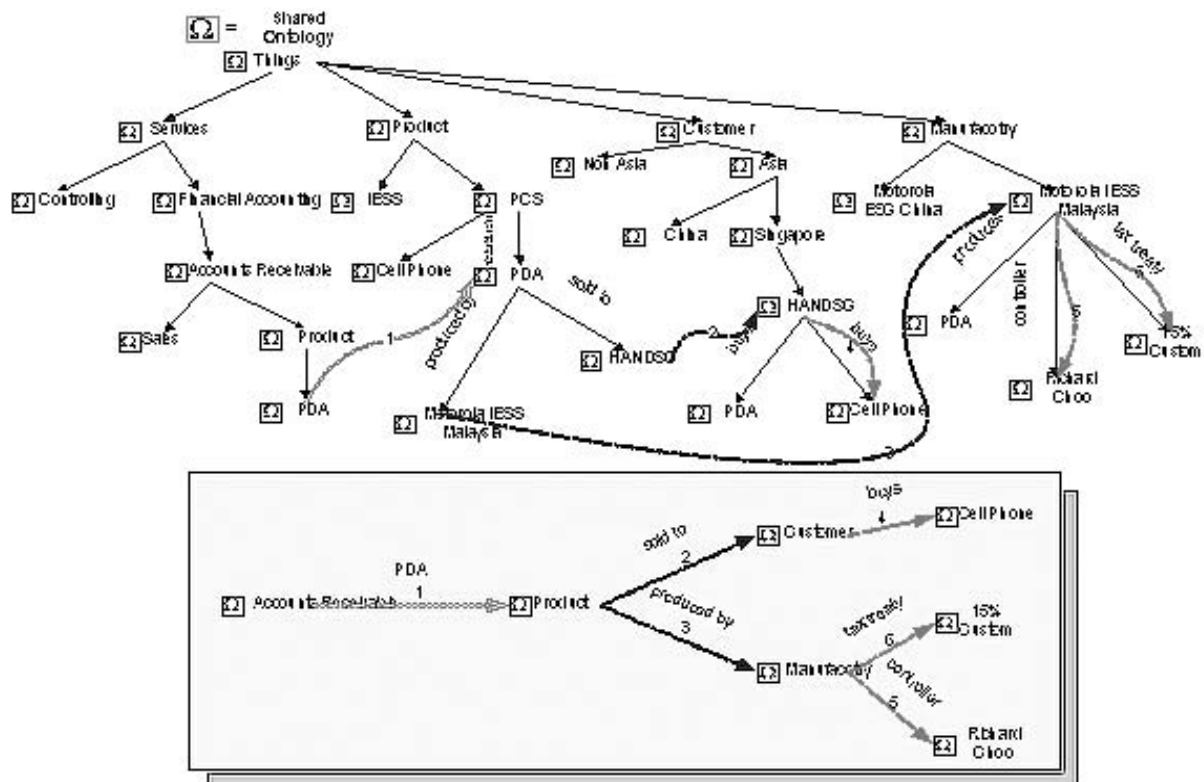 Ω = Shared
Ontology
Ω Things
Ω Services
Ω Product
Ω Customer
Ω Manufacotry
Ω Controlling
Ω Financial Accounting
Ω IESS
Ω PCS
Ω Non Asia
Ω Asia
Ω Motorola
ESG China
Ω Motorola IESS
Malaysia
Ω Accounts Receivable
Ω Cell Phone
Ω PDA
Ω China
Ω Singapore
producer
controller
tax treaty
Ω Sales
Ω Product
produced by
sold to
Ω HANDSG
Ω HANDSG
buys
buys
Ω PDA
Ω 15%
Custom
Ω PDA
1
2
3
5
Ω Motorola IESS
Malaysia
Ω PDA
Ω Cell Phone
Ω Richard
Choo
Ω Accounts Receivable
PDA
1
Ω Product
sold to
2
produced by
3
Ω Customer
buys
Ω Cell Phone
Ω Manufacotry
tax treaty
6
controller
5
Ω 15%
Custom
Ω Richard
Choo